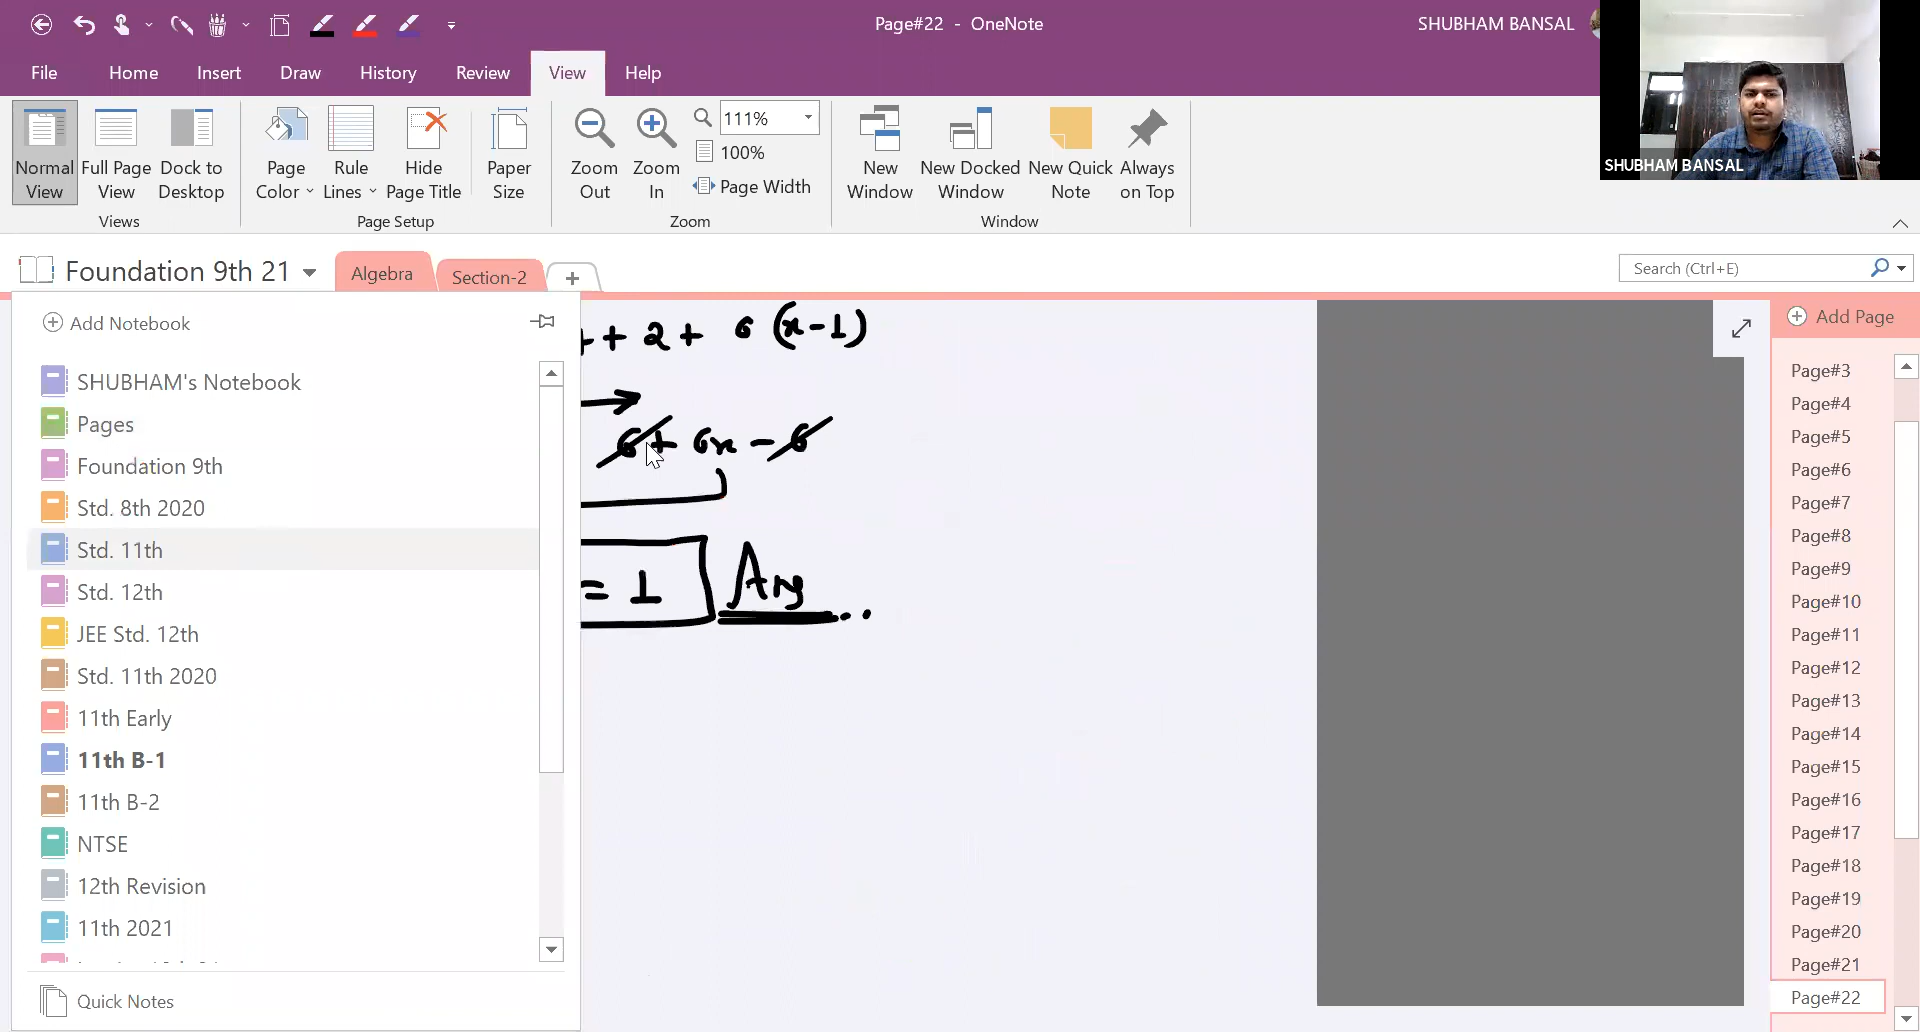 Page#22 - OneNote
SHUBHAM BANSAL
File Home Insert Draw History Review View Help
Normal View
Full Page View
Dock to Desktop
Views
Page Color
Rule Lines
Hide Page Title
Page Setup
Paper Size
Zoom Out
Zoom In
111%
100%
Page Width
Zoom
New Window
New Docked Window
New Quick Note
Always on Top
Window
SHUBHAM BANSAL
Foundation 9th 21
Algebra
Section-2
+
Search (Ctrl+E)
Add Notebook
SHUBHAM's Notebook
Pages
Foundation 9th
Std. 8th 2020
Std. 11th
Std. 12th
JEE Std. 12th
Std. 11th 2020
11th Early
11th B-1
11th B-2
NTSE
12th Revision
11th 2021
Quick Notes
+ 2 + 6 (x-1)
6 + 6x - 6
= 1 Ans
Add Page
Page#3
Page#4
Page#5
Page#6
Page#7
Page#8
Page#9
Page#10
Page#11
Page#12
Page#13
Page#14
Page#15
Page#16
Page#17
Page#18
Page#19
Page#20
Page#21
Page#22